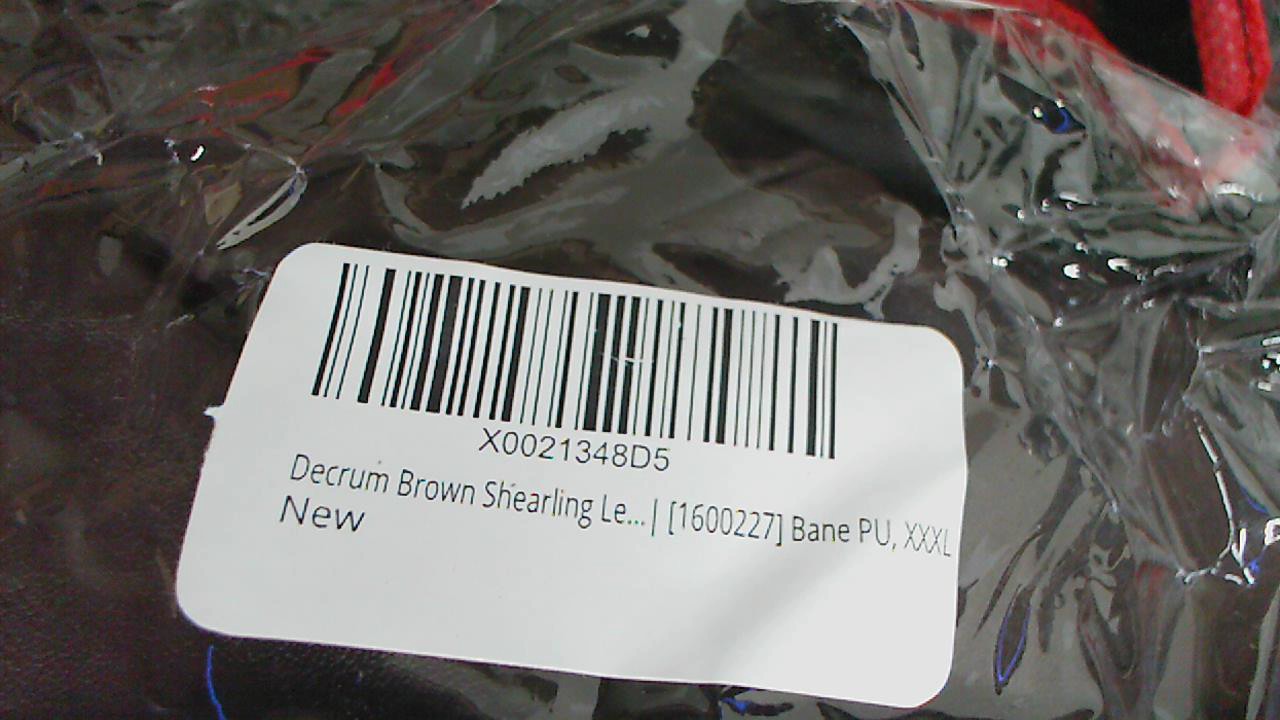 X0021348D5
Decrum Brown Shearling Le...| [1600227] Bane PU, XXXL
New